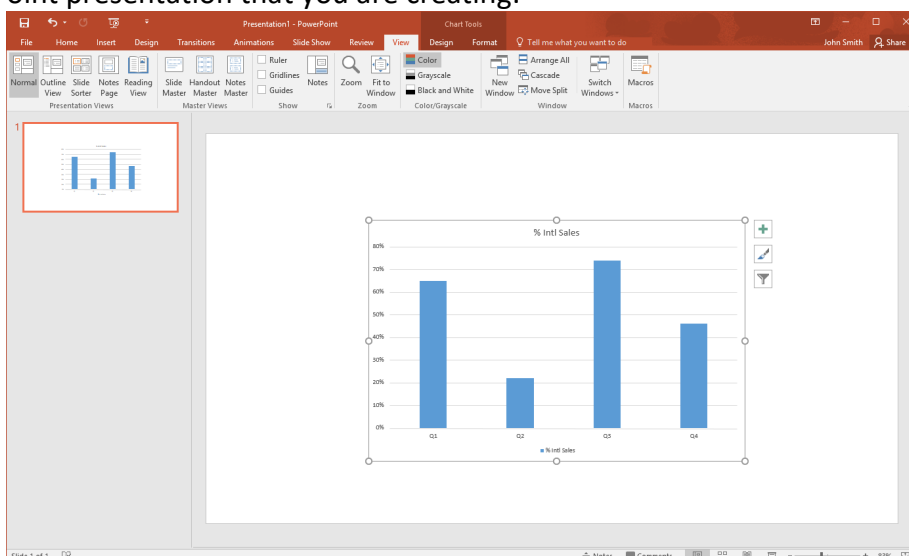 oint presentation that you are creating.
Presentation1 - PowerPoint
Chart Tools
File Home Insert Design Transitions Animations Slide Show Review View Design Format Tell me what you want to do
John Smith Share
Normal Outline View Slide Sorter Notes Page Reading View
Presentation Views
Slide Master Handout Master Notes Master
Master Views
Ruler
Gridlines
Guides
Notes
Show
Zoom Fit to Window
Zoom
Color
Grayscale
Black and White
Color/Grayscale
New Window
Arrange All
Cascade
Move Split
Switch Windows
Window
Macros
Macros
1
% Intl Sales
80%
70%
60%
50%
40%
30%
20%
10%
0%
Q1 Q2 Q3 Q4
% Intl Sales
Slide 1 of 1
Notes Comments
83%